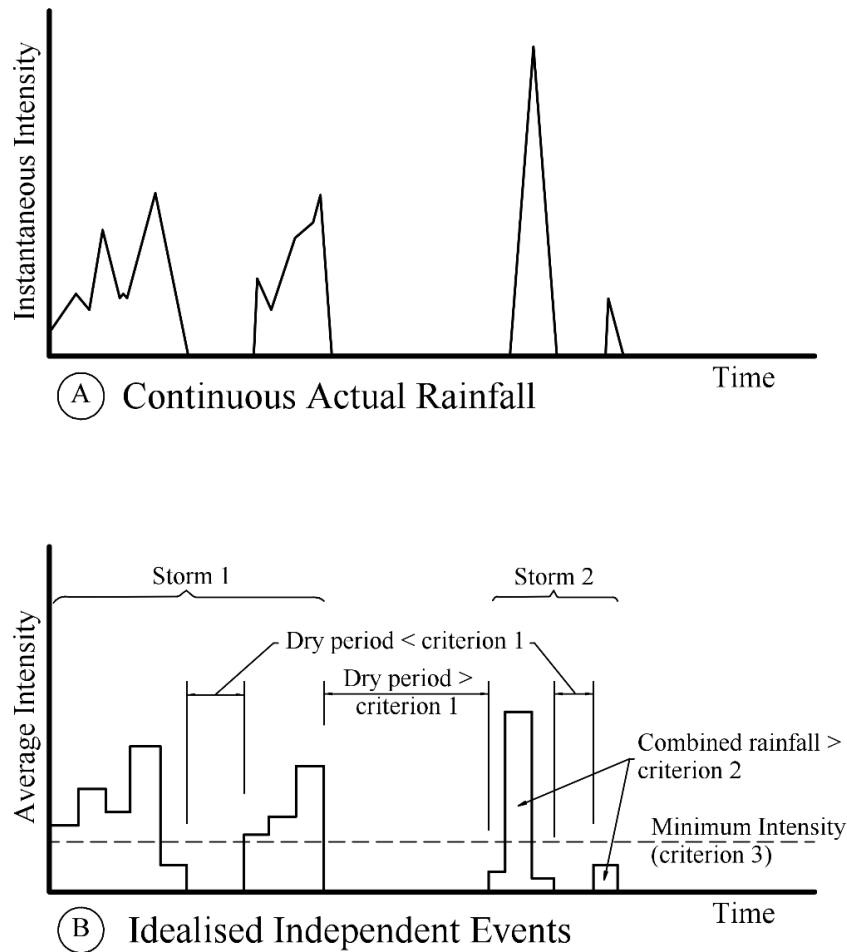 Instantaneous Intensity
Time
A Continuous Actual Rainfall
Storm 1
Storm 2
Dry period < criterion 1
Dry period >
criterion 1
Average Intensity
Combined rainfall >
criterion 2
Minimum Intensity
(criterion 3)
Time
B Idealised Independent Events